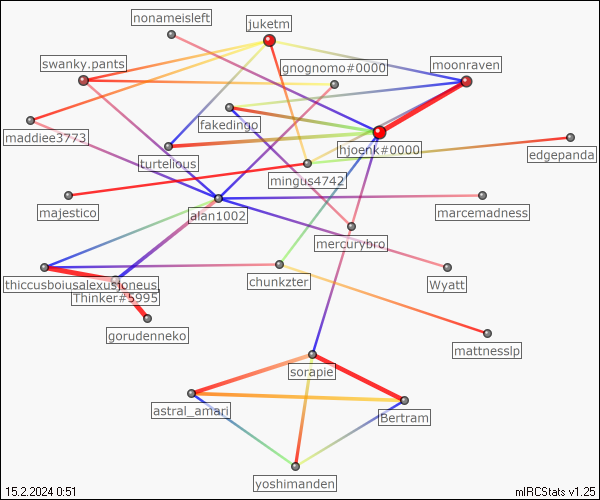 nonameisleft
juketm
swanky.pants
gnognomo#0000
moonraven
maddiee3773
fakedingo
hjoenk#0000
turtelious
edgepanda
mingus4742
majestico
alan1002
marcemadness
mercurybro
thiccusboiusalexusjoneus
chunkzter
Wyatt
Thinker#5995
gorudenneko
mattnesslp
sorapie
astral_amari
Bertram
yoshimanden
15.2.2024 0:51
mIRCStats v1.25